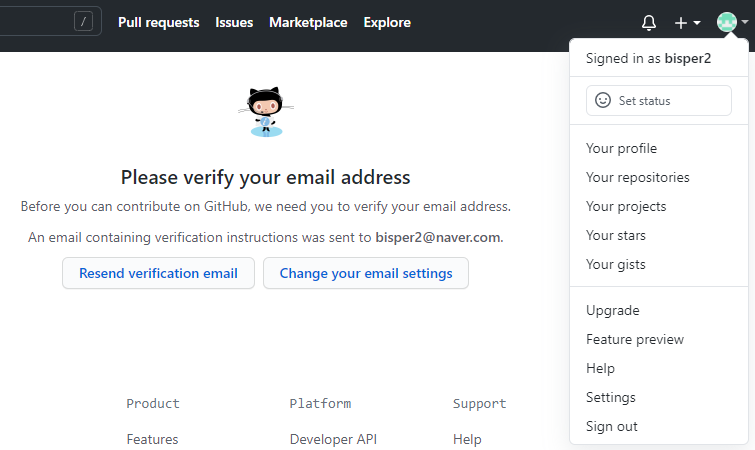 / Pull requests Issues Marketplace Explore
Signed in as bisper2
Set status
Your profile
Your repositories
Your projects
Your stars
Your gists
Upgrade
Feature preview
Help
Settings
Sign out
Please verify your email address
Before you can contribute on GitHub, we need you to verify your email address.
An email containing verification instructions was sent to bisper2@naver.com.
Resend verification email Change your email settings
Product Platform Support
Features Developer API Help